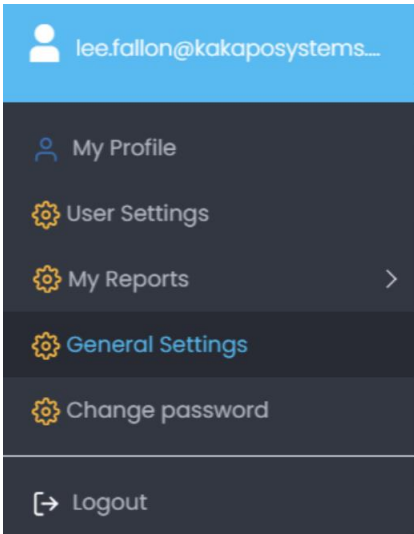 lee.fallon@kakaposystems....
My Profile
User Settings
My Reports
General Settings
Change password
Logout